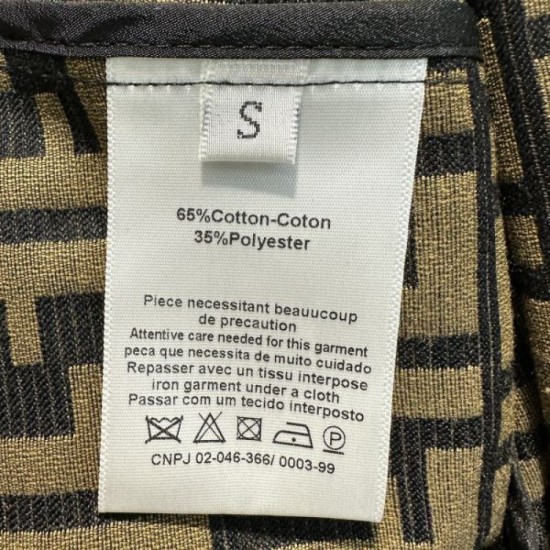 S
65%Cotton-Coton
35%Polyester
Piece necessitant beauucoup
de precaution
Attentive care needed for this garment
peca que necessita de muito cuidado
Repasser avec un tissu interpose
iron garment under a cloth
Passar com um tecido interposto
P
CNPJ 02-046-366/ 0003-99